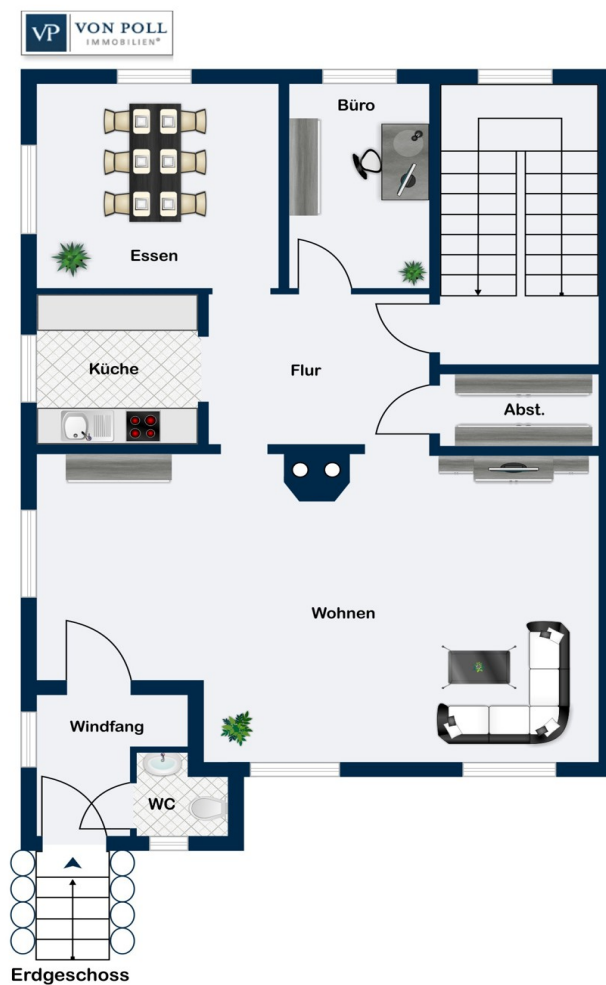 VP VON POLL
IMMOBILIEN®
Büro
Essen
Küche
Flur
Abst.
Wohnen
Windfang
WC
Erdgeschoss